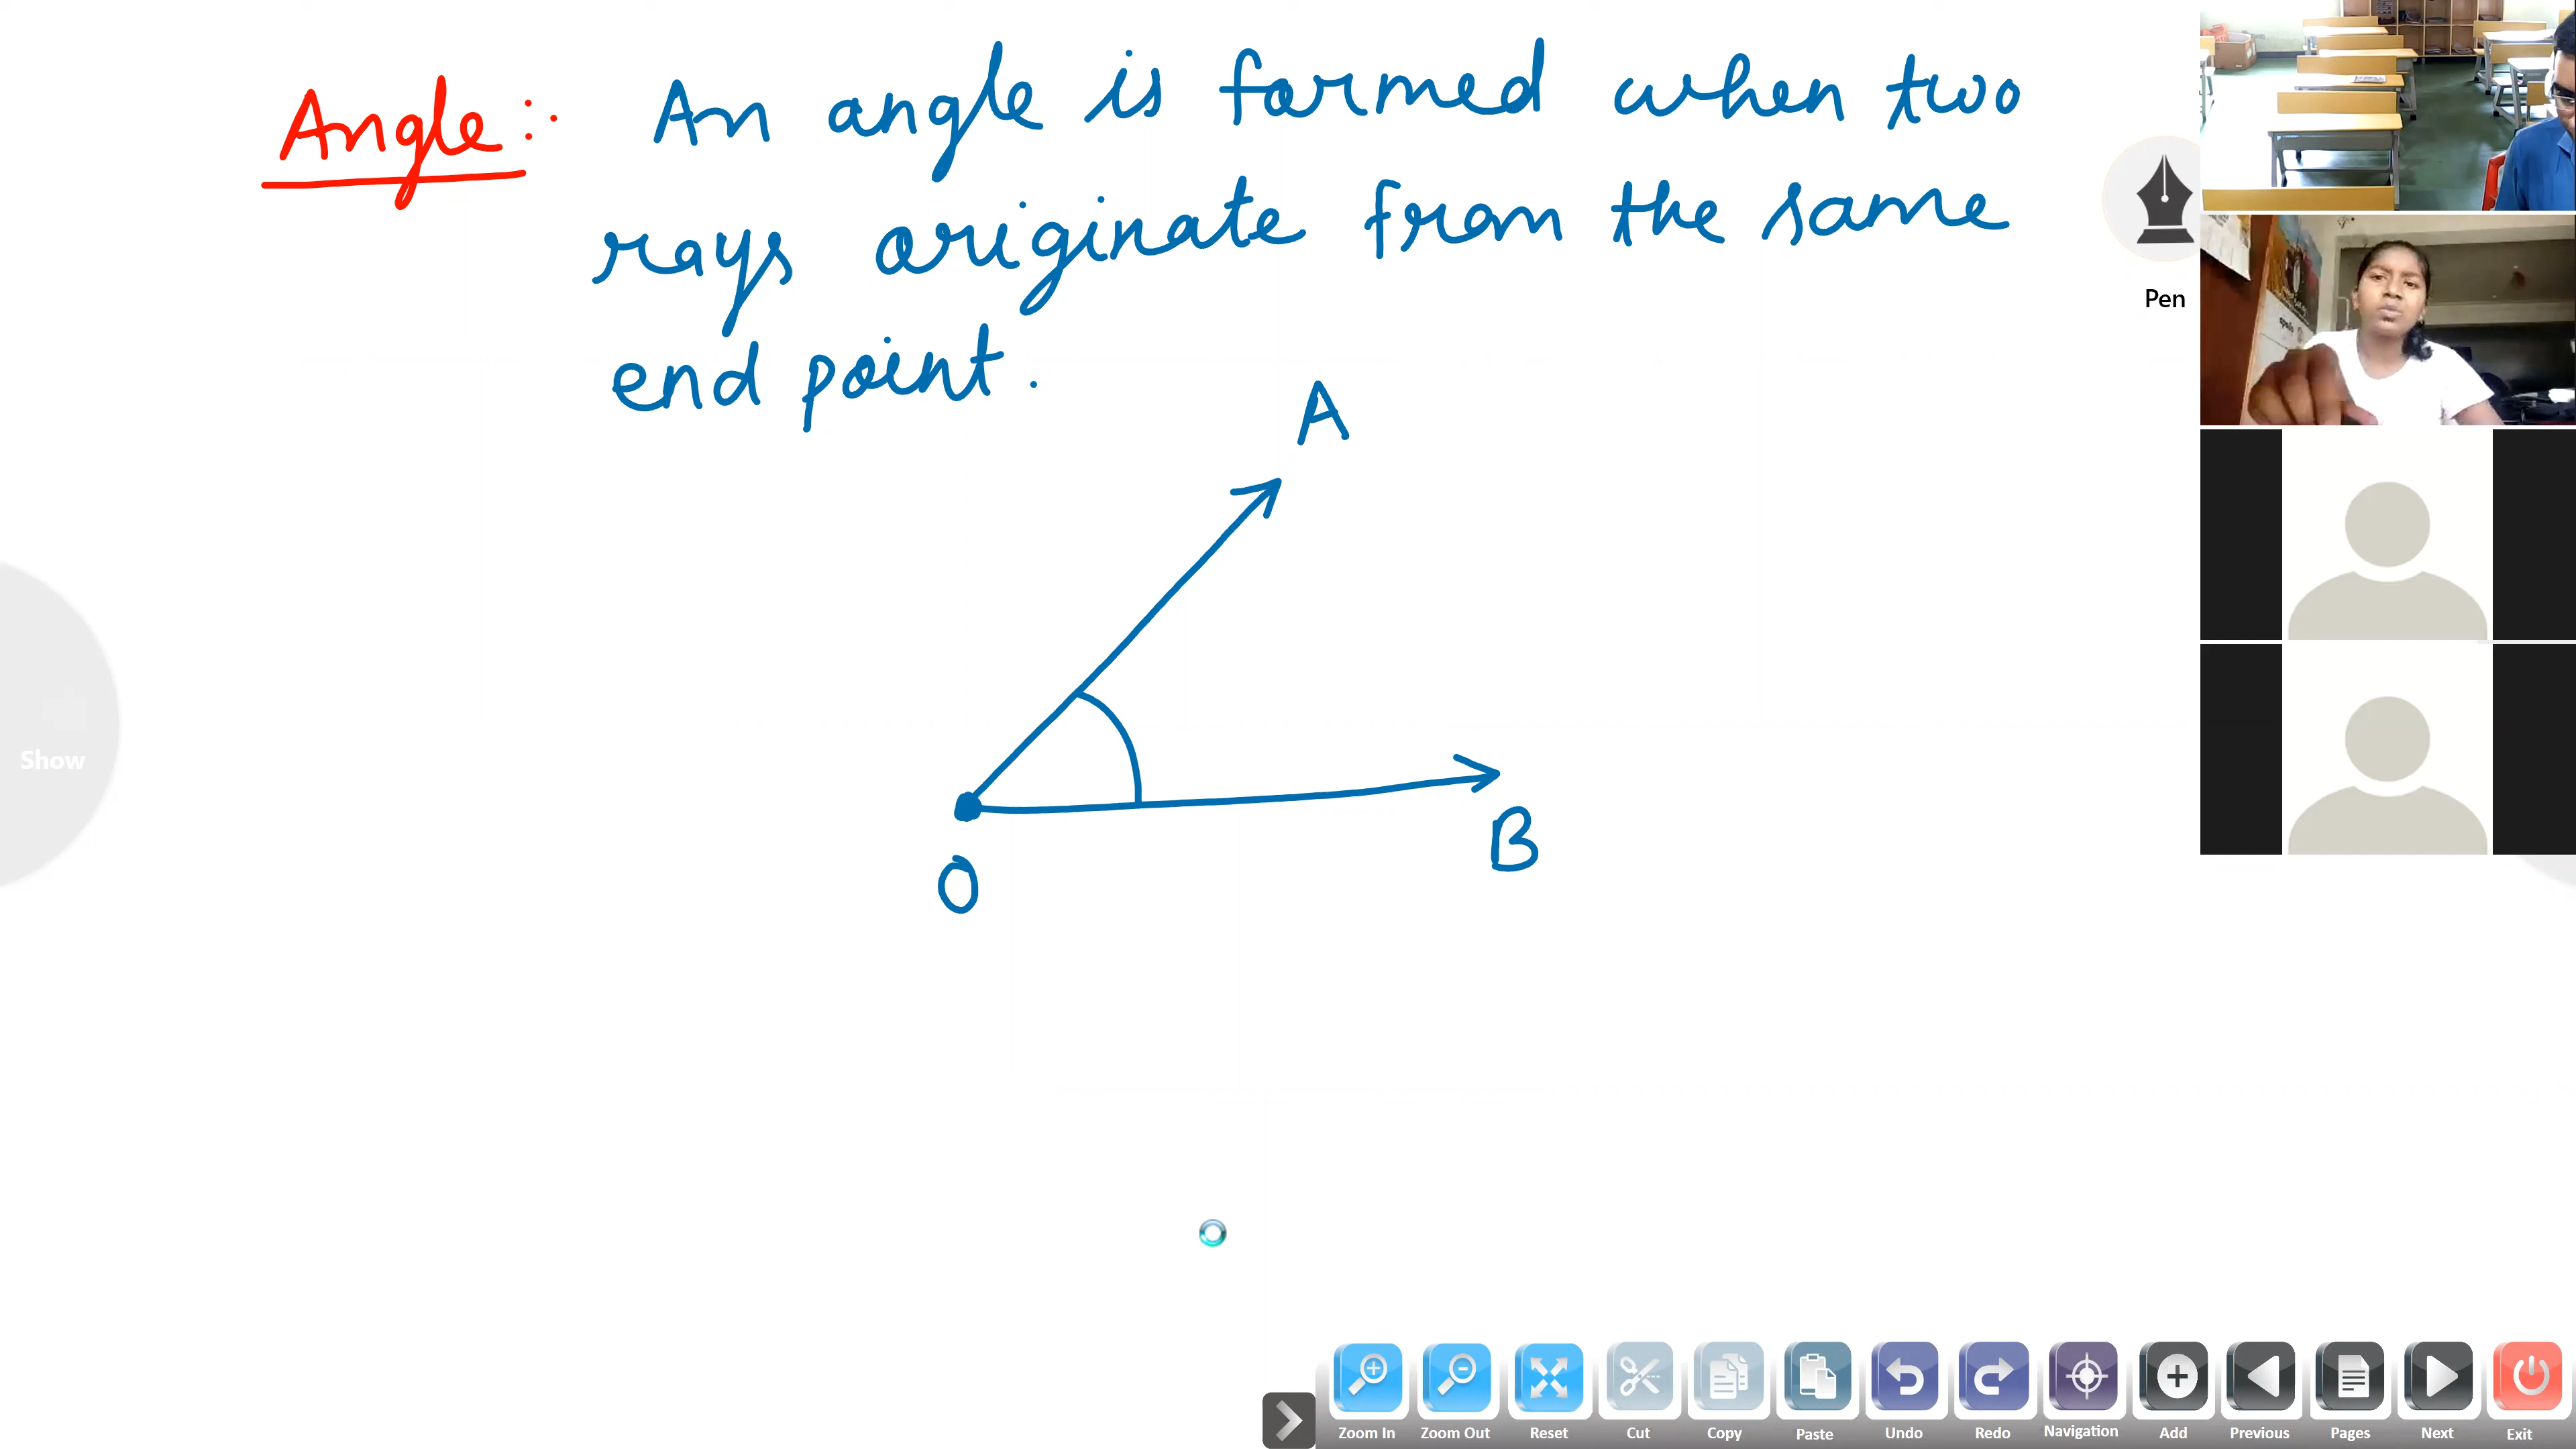 Angle :- An angle is formed when two
rays originate from the same
end point.
A
B
O
Pen
Show
Zoom In Zoom Out Reset Cut Copy Paste Undo Redo Navigation Add Previous Pages Next Exit